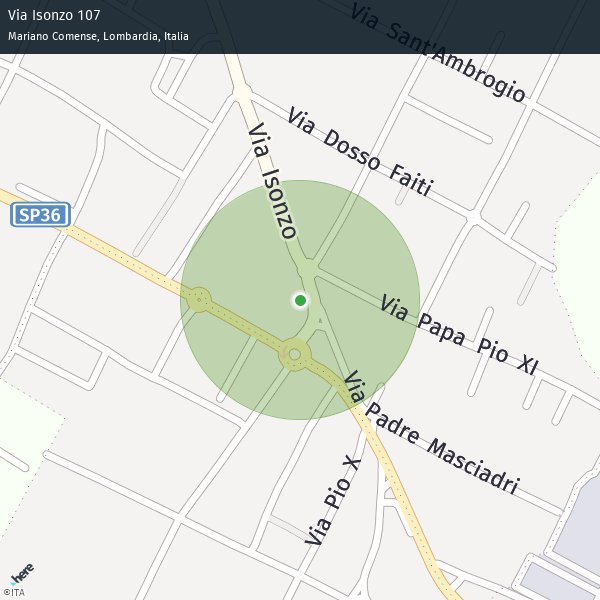 Via Isonzo 107
Mariano Comense, Lombardia, Italia
Via Sant'Ambrogio
Via Dosso Faiti
Via Isonzo
SP36
Via Papa Pio XI
Via Padre Masciadri
Via Pio X
here
©ITA